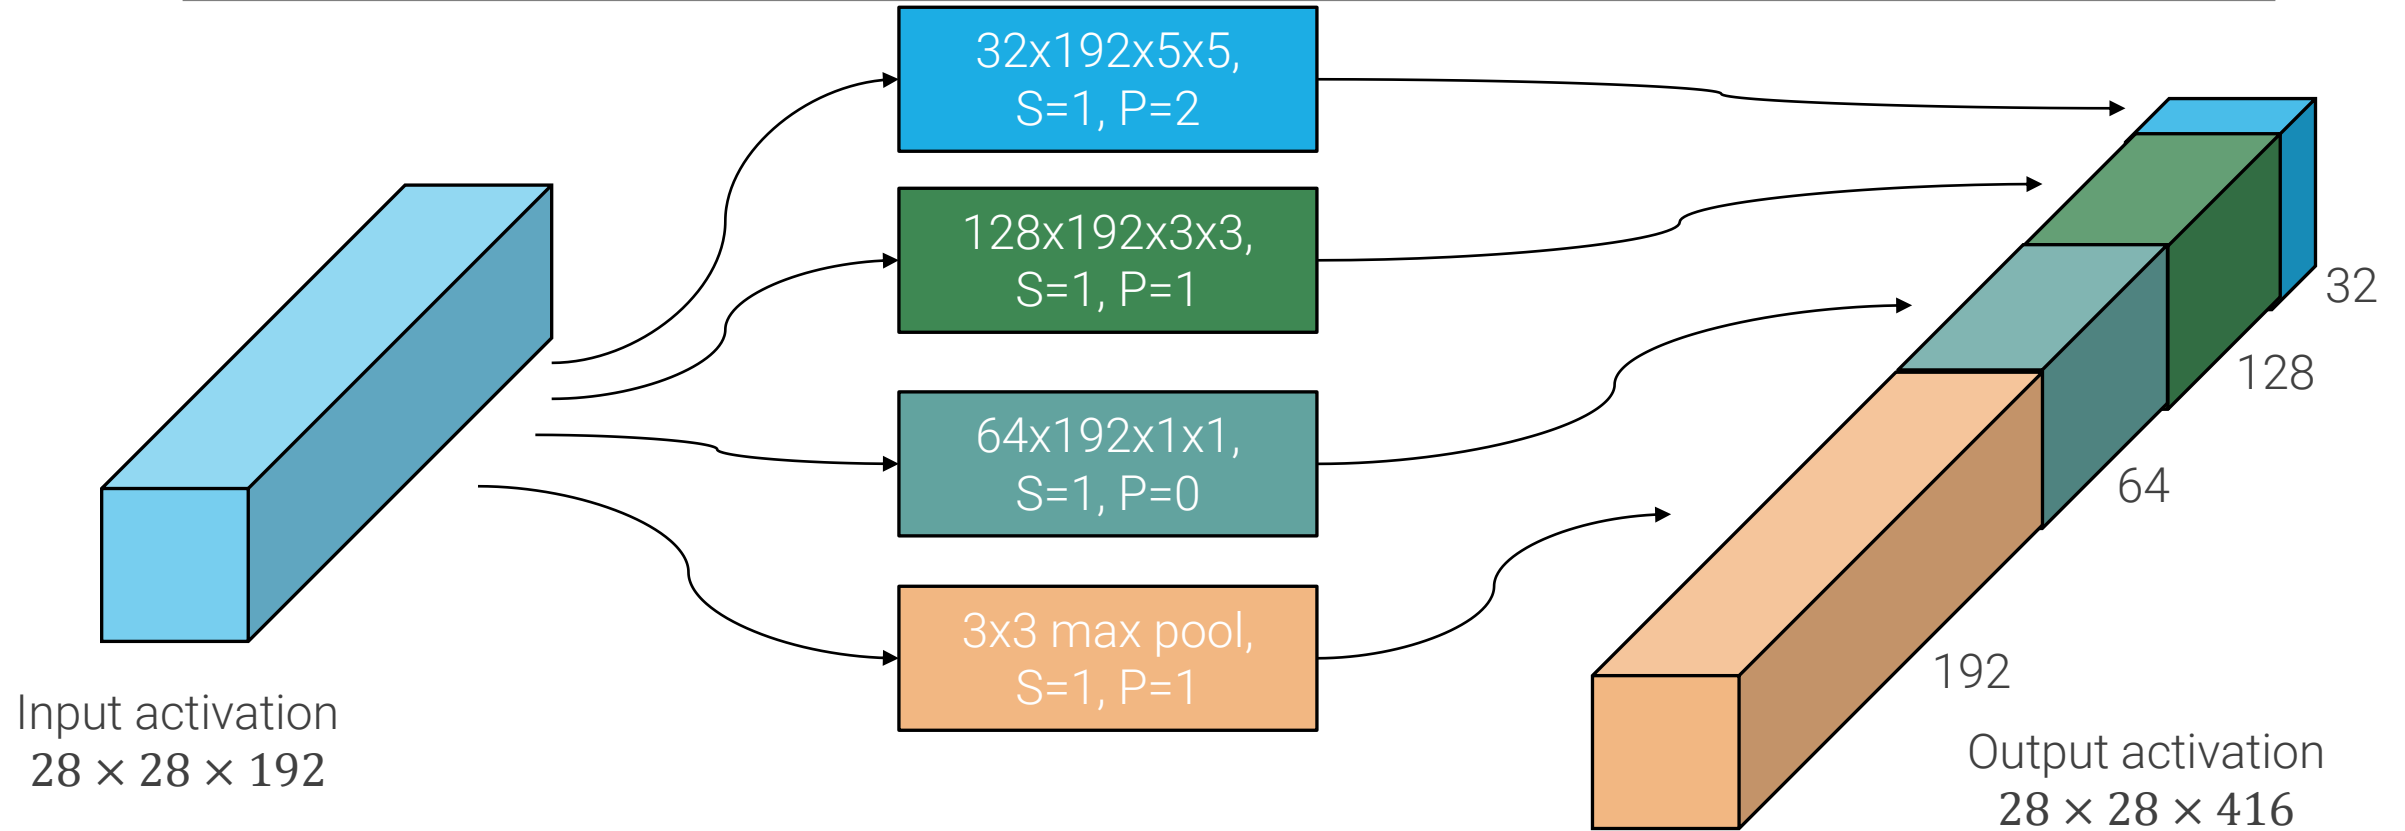 32x192x5x5,
S=1, P=2
128x192x3x3,
S=1, P=1
64x192x1x1,
S=1, P=0
3x3 max pool,
S=1, P=1
Input activation
28 × 28 × 192
32
128
64
192
Output activation
28 × 28 × 416